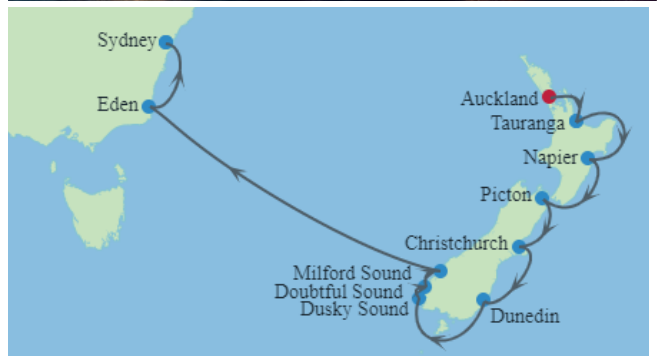 Sydney
Eden
Auckland
Tauranga
Napier
Picton
Christchurch
Milford Sound
Doubtful Sound
Dusky Sound
Dunedin